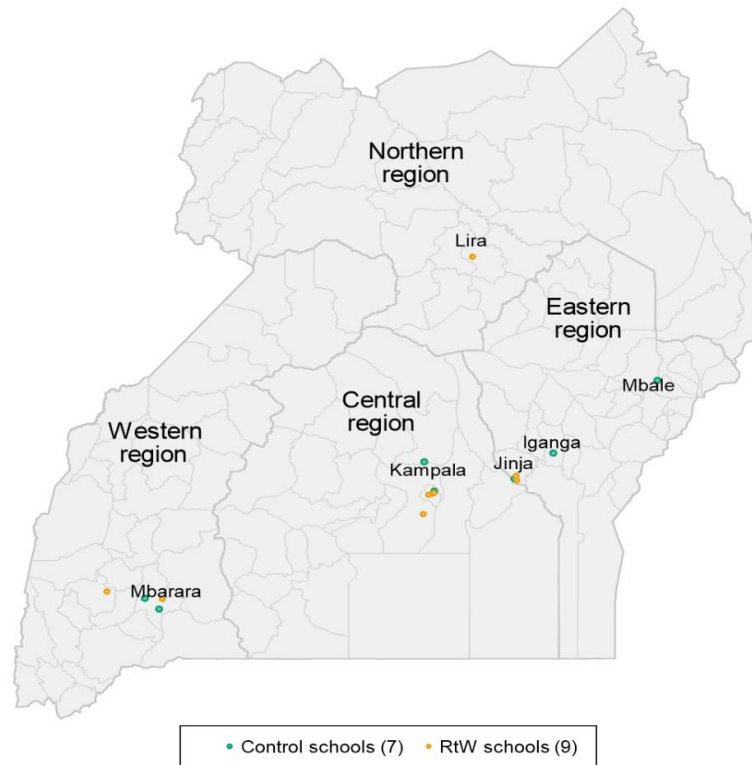 Northern
region
Lira
Eastern
region
Mbale
Central
region
Western
region
Iganga
Kampala
Jinja
Mbarara
Control schools (7)
RtW schools (9)